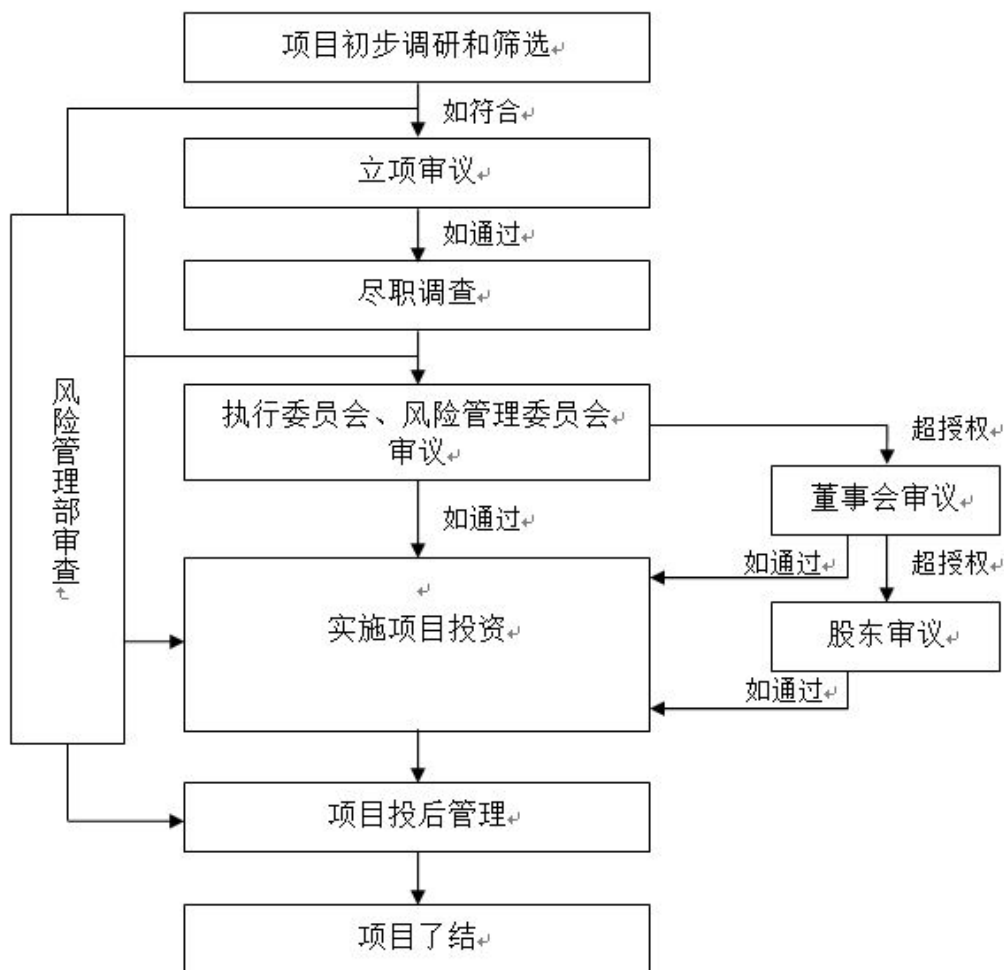 项目初步调研和筛选
如符合
立项审议
如通过
尽职调查
风险管理部审查
执行委员会、风险管理委员会
审议
超授权
董事会审议
如通过
如通过
超授权
实施项目投资
股东审议
如通过
项目投后管理
项目了结